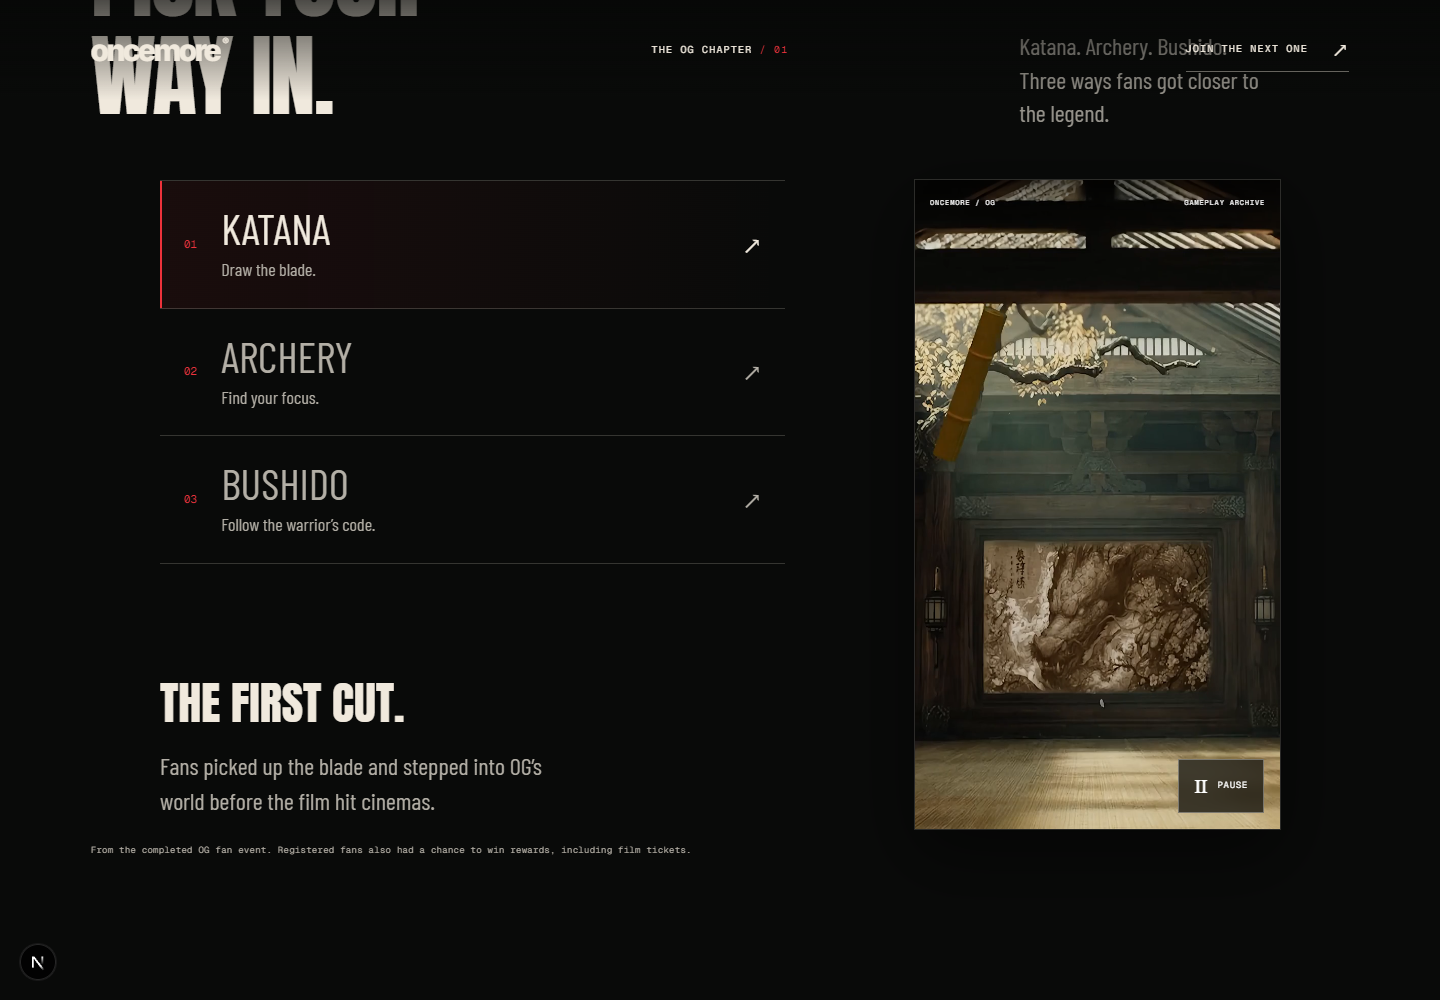 PICK YOUR
WAY IN.
oncemore
THE OG CHAPTER / 01
JOIN THE NEXT ONE ↗
Katana. Archery. Bushido.
Three ways fans got closer to
the legend.
01 KATANA ↗
Draw the blade.
02 ARCHERY ↗
Find your focus.
03 BUSHIDO ↗
Follow the warrior’s code.
ONCEMORE / OG
GAMEPLAY ARCHIVE
PAUSE
THE FIRST CUT.
Fans picked up the blade and stepped into OG’s
world before the film hit cinemas.
From the completed OG fan event. Registered fans also had a chance to win rewards, including film tickets.
N